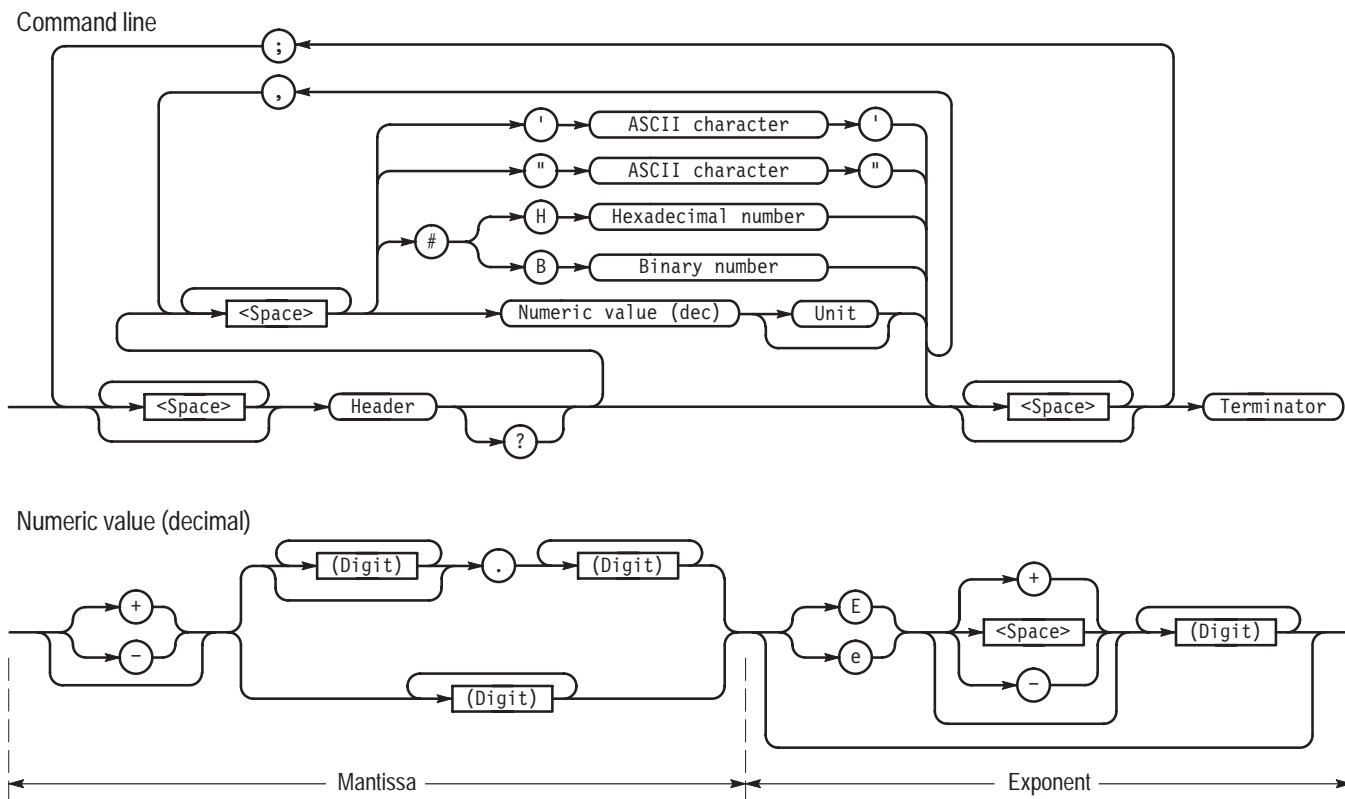 Command line
;
,
' ASCII character '
" ASCII character "
H Hexadecimal number
#
B Binary number
<Space> Numeric value (dec) Unit
<Space> Header <Space> Terminator
?
Numeric value (decimal)
(Digit) . (Digit)
+ E + 
<Space> (Digit)
- e -
(Digit)
Mantissa Exponent